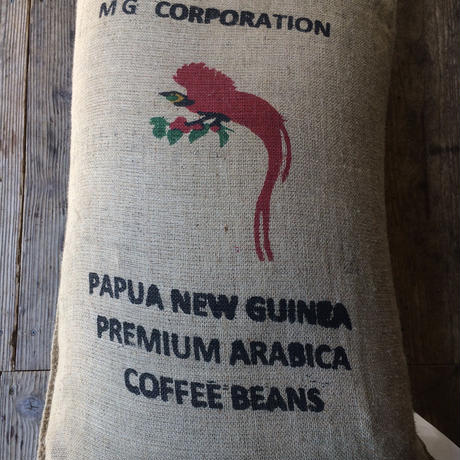 MG CORPORATION
PAPUA NEW GUINEA
PREMIUM ARABICA
COFFEE BEANS